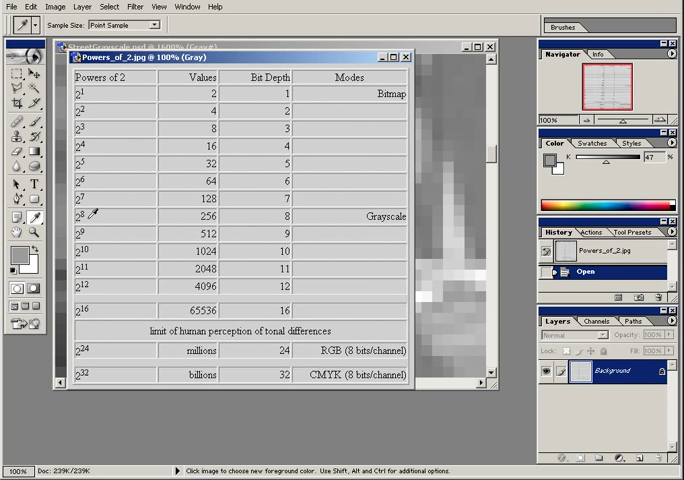 File Edit Image Layer Select Filter View Window Help
Sample Size: Point Sample
Brushes
StreetGrayscale.psd @ 1600% (Gray#)
Powers_of_2.jpg @ 100% (Gray)
Powers of 2 Values Bit Depth Modes
2¹ 2 1 Bitmap
2² 4 2
2³ 8 3
2⁴ 16 4
2⁵ 32 5
2⁶ 64 6
2⁷ 128 7
2⁸ 256 8 Grayscale
2⁹ 512 9
2¹⁰ 1024 10
2¹¹ 2048 11
2¹² 4096 12
2¹⁶ 65536 16
limit of human perception of tonal differences
2²⁴ millions 24 RGB (8 bits/channel)
2³² billions 32 CMYK (8 bits/channel)
Navigator Info
100%
Color Swatches Styles
K 47 %
History Actions Tool Presets
Powers_of_2.jpg
Open
Layers Channels Paths
Normal Opacity: 100%
Lock: Fill: 100%
Background
100% Doc: 239K/239K Click image to choose new foreground color. Use Shift, Alt and Ctrl for additional options.